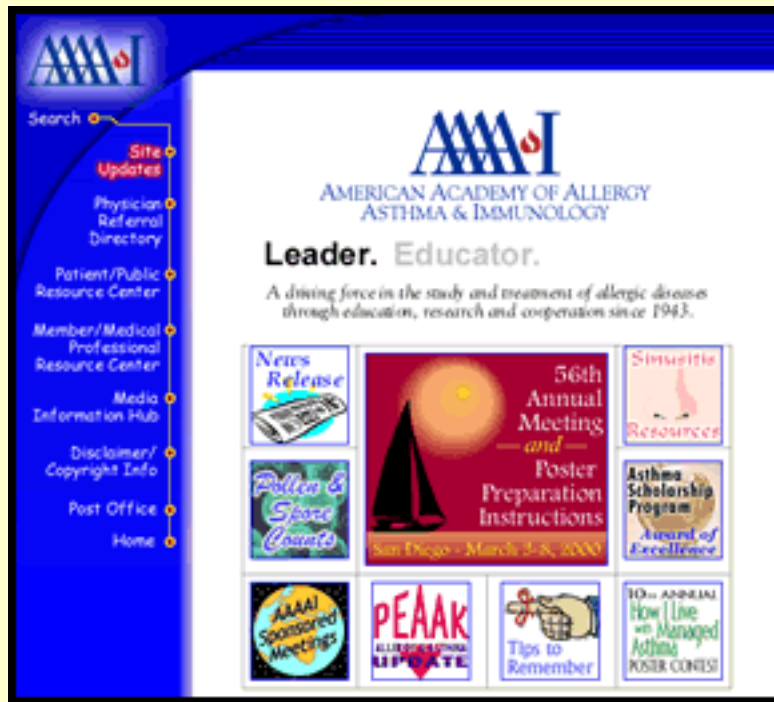 AAAAI
Search
Site
Updates
Physician
Referral
Directory
Patient/Public
Resource Center
Member/Medical
Professional
Resource Center
Media
Information Hub
Disclaimer/
Copyright Info
Post Office
Home
AAAAI
AMERICAN ACADEMY OF ALLERGY
ASTHMA & IMMUNOLOGY
Leader. Educator.
A driving force in the study and treatment of allergic diseases
through education, research and cooperation since 1943.
News
Release
56th
Annual
Meeting
and
Poster
Preparation
Instructions
San Diego - March 3-8, 2000
Sinusitis
Resources
Pollen &
Spore
Counts
Asthma
Scholarship
Program
Award of
Excellence
AAAAI
Sponsored
Meetings
PEAAK
ALLERGY & ASTHMA
UPDATE
Tips to
Remember
10TH ANNUAL
How I Live
with Managed
Asthma
POSTER CONTEST